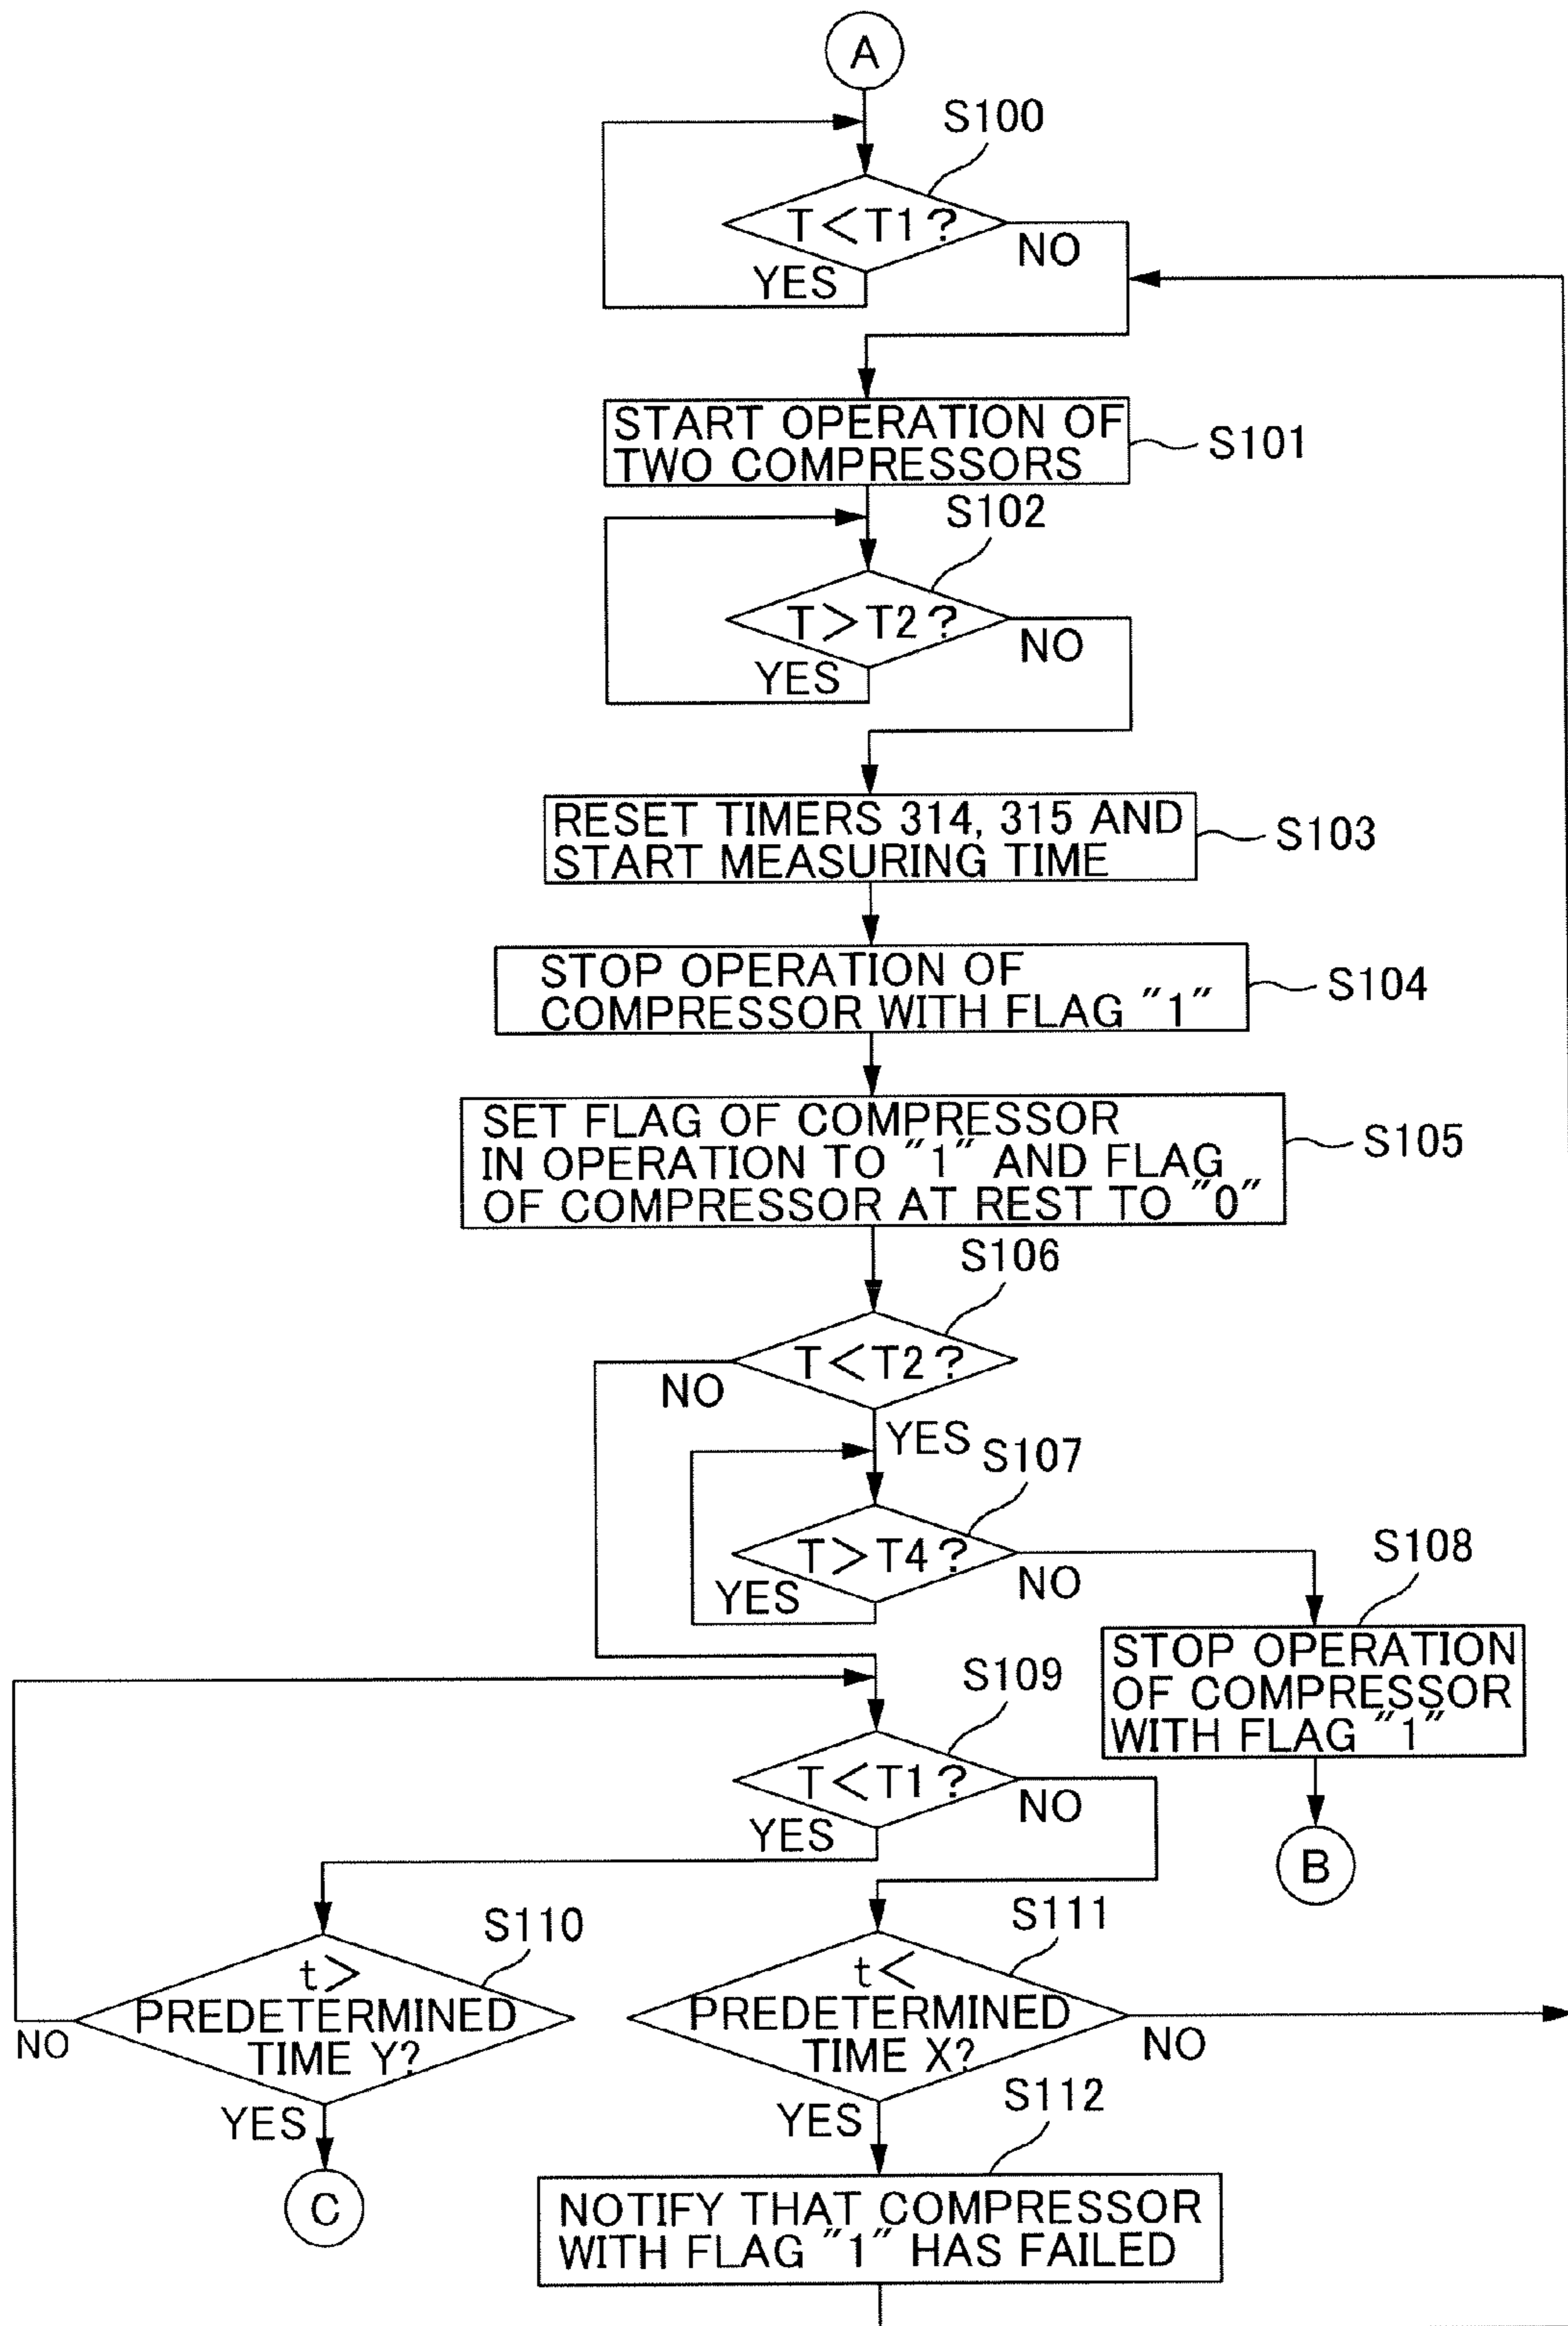 A
S100
T<T1?
NO
YES
START OPERATION OF
TWO COMPRESSORS
S101
S102
T>T2?
NO
YES
RESET TIMERS 314, 315 AND
START MEASURING TIME
S103
STOP OPERATION OF
COMPRESSOR WITH FLAG "1"
S104
SET FLAG OF COMPRESSOR
IN OPERATION TO "1" AND FLAG
OF COMPRESSOR AT REST TO "0"
S105
S106
T<T2?
NO
YES
S107
T>T4?
NO
YES
S108
STOP OPERATION
OF COMPRESSOR
WITH FLAG "1"
B
S109
T<T1?
NO
YES
S110
t>
PREDETERMINED
TIME Y?
NO
YES
C
S111
t<
PREDETERMINED
TIME X?
NO
YES
S112
NOTIFY THAT COMPRESSOR
WITH FLAG "1" HAS FAILED